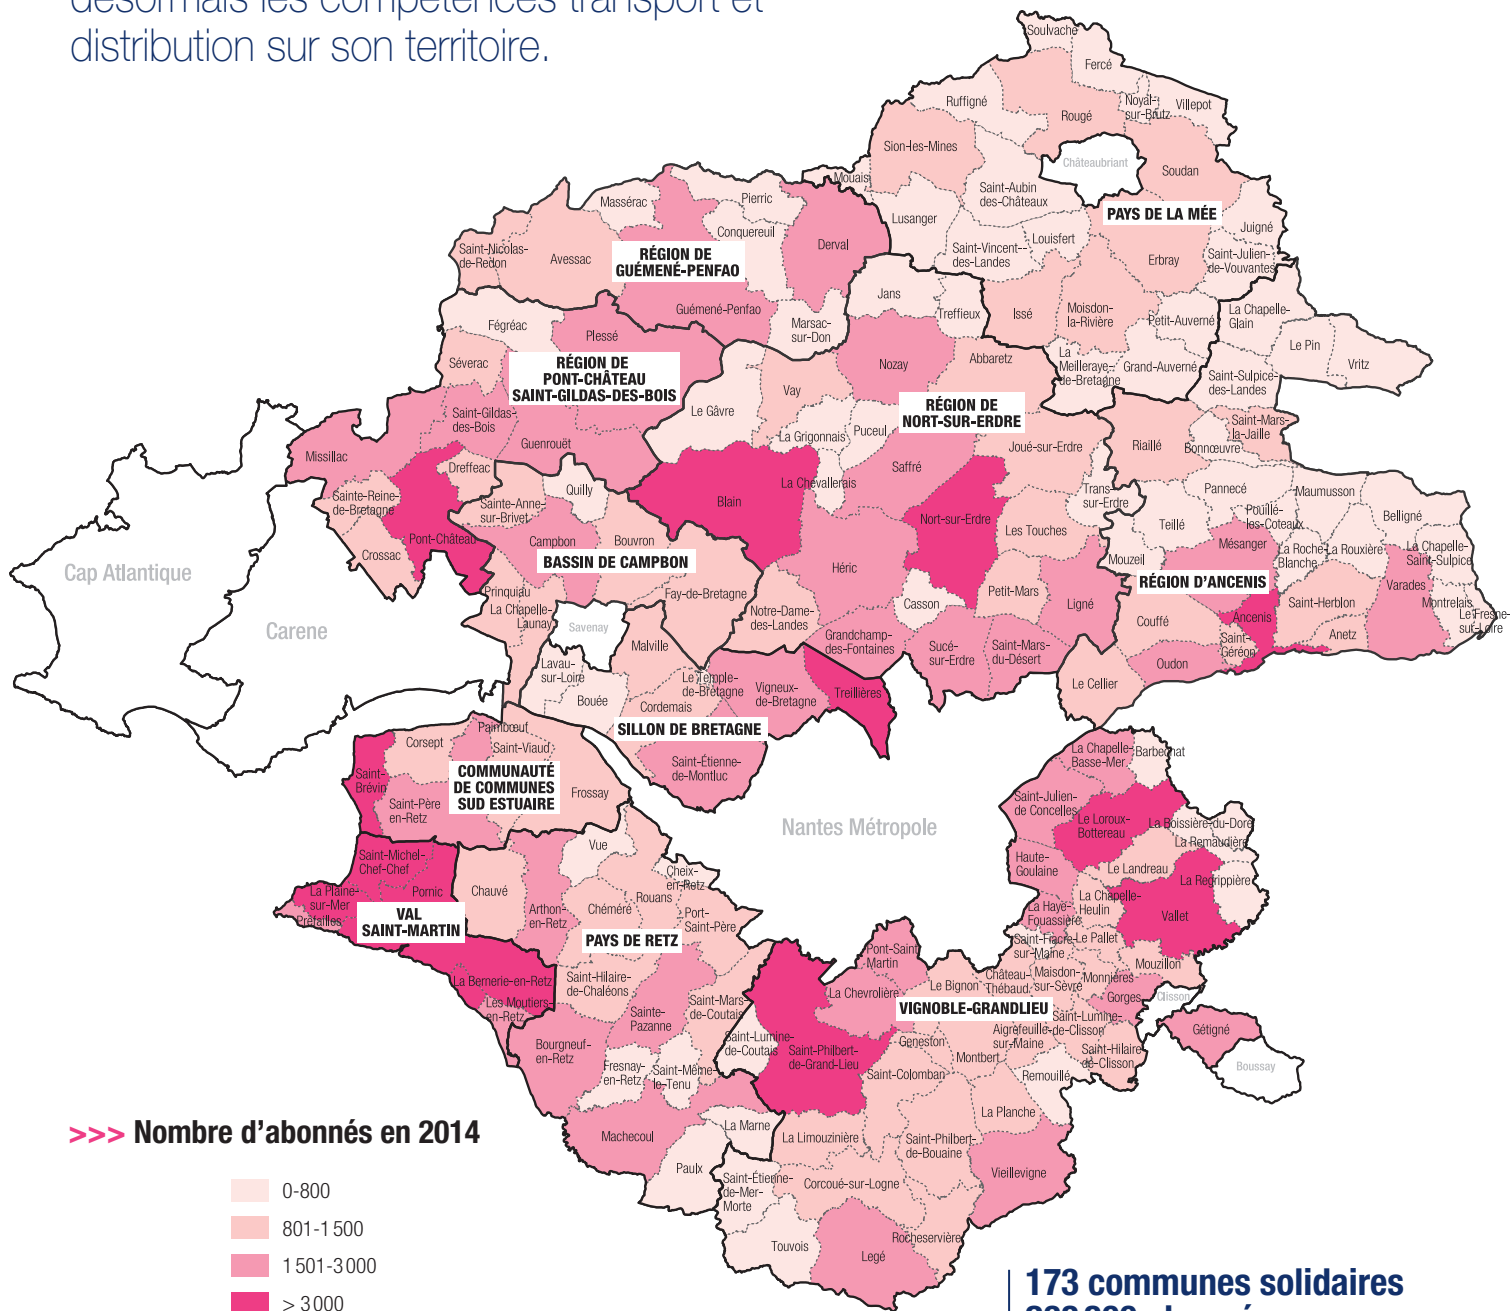 désormais les compétences transport et
distribution sur son territoire.
Soulvache
Fercé
Ruffigné
Rougé
Noyal-
sur-Brutz
Villepot
Sion-les-Mines
Châteaubriant
Soudan
Mouais
Saint-Aubin
des-Châteaux
Lusanger
PAYS DE LA MÉE
Juigné
Louisfert
Saint-Vincent-
des-Landes
Erbray
Saint-Julien-
de-Vouvantes
Issé
Moisdon-
la-Rivière
Petit-Auverné
La Chapelle-
Glain
Le Pin
Vritz
La
Meilleraye-
de-Bretagne
Grand-Auverné
Saint-Sulpice-
des-Landes
Massérac
Pierric
Conquereuil
Derval
Saint-Nicolas-
de-Redon
Avessac
RÉGION DE
GUÉMENÉ-PENFAO
Guémené-Penfao
Marsac-
sur-Don
Jans
Treffieux
Fégréac
Plessé
Séverac
RÉGION DE
PONT-CHÂTEAU
SAINT-GILDAS-DES-BOIS
Saint-Gildas-
des-Bois
Guenrouët
Missillac
Dreffeac
Sainte-Reine-
de-Bretagne
Crossac
Pont-Château
Nozay
Abbaretz
Vay
Le Gâvre
RÉGION DE
NORT-SUR-ERDRE
La Grigonnais
Puceul
Joué-sur-Erdre
Saffré
La Chevallerais
Blain
Nort-sur-Erdre
Trans-
sur-Erdre
Les Touches
Héric
Casson
Petit-Mars
Ligné
Notre-Dame-
des-Landes
Grandchamp-
des-Fontaines
Sucé-
sur-Erdre
Saint-Mars-
du-Désert
Riaillé
Bonnœuvre
Saint-Mars-
la-Jaille
Pannecé
Maumusson
Teillé
Pouillé-
les-Coteaux
Belligné
Mouzeil
Mésanger
La Roche-
Blanche
La Rouxière
La Chapelle-
Saint-Sulpice
RÉGION D'ANCENIS
Varades
Saint-Herblon
Montrelais
Le Fresne-
sur-Loire
Couffé
Ancenis
Anetz
Saint-
Géréon
Oudon
Le Cellier
Quilly
Sainte-Anne-
sur-Brivet
Campbon
Bouvron
BASSIN DE CAMPBON
Fay-de-Bretagne
Prinquiau
La Chapelle-
Launay
Savenay
Cap Atlantique
Carene
Malville
Lavau-
sur-Loire
Bouée
Le Temple-
de-Bretagne
Cordemais
Vigneux-
de-Bretagne
Treillières
SILLON DE BRETAGNE
Saint-Étienne-
de-Montluc
Paimbœuf
Corsept
Saint-Viaud
Saint-
Brévin
COMMUNAUTÉ
DE COMMUNES
SUD ESTUAIRE
Saint-Père
en-Retz
Frossay
Nantes Métropole
Saint-Michel-
Chef-Chef
La Plaine-
sur-Mer
Pornic
Préfailles
VAL
SAINT-MARTIN
La Bernerie-en-Retz
Les Moutiers-
en-Retz
Vue
Chauvé
Cheix-
en-Retz
Rouans
Arthon-
en-Retz
Chéméré
Port-
Saint-Père
PAYS DE RETZ
Saint-Hilaire-
de-Chaléons
Sainte-
Pazanne
Saint-Mars-
de-Coutais
Bourgneuf-
en-Retz
Fresnay-
en-Retz
Saint-Même-
le-Tenu
Machecoul
La Marne
Paulx
Saint-Étienne-
de-Mer-
Morte
Touvois
La Chapelle-
Basse-Mer
Barbechat
Saint-Julien-
de Concelles
Le Loroux-
Bottereau
La Boissière-du-Doré
La Remaudière
Haute-
Goulaine
Le Landreau
La Regrippière
La Chapelle-
Heulin
Vallet
La Haye-
Fouassière
Saint-Fiacre-
sur-Maine
Le Pallet
Mouzillon
Pont-Saint
Martin
Le Bignon
Château-
Thébaud
Maisdon-
sur-Sèvre
Monnières
Gorges
Clisson
La Chevrolière
VIGNOBLE-GRANDLIEU
Aigrefeuille-
sur-Maine
Saint-Lumine-
de-Clisson
Gétigné
Boussay
Saint-Lumine-
de-Coutais
Saint-Philbert-
de-Grand-Lieu
Geneston
Montbert
Saint-Hilaire
de-Clisson
Saint-Colomban
Remouillé
La Planche
La Limouzinière
Saint-Philbert-
de-Bouaine
Vieillevigne
Corcoué-sur-Logne
Rocheservière
Legé
>>> Nombre d'abonnés en 2014
0-800
801-1 500
1 501-3 000
> 3 000
173 communes solidaires